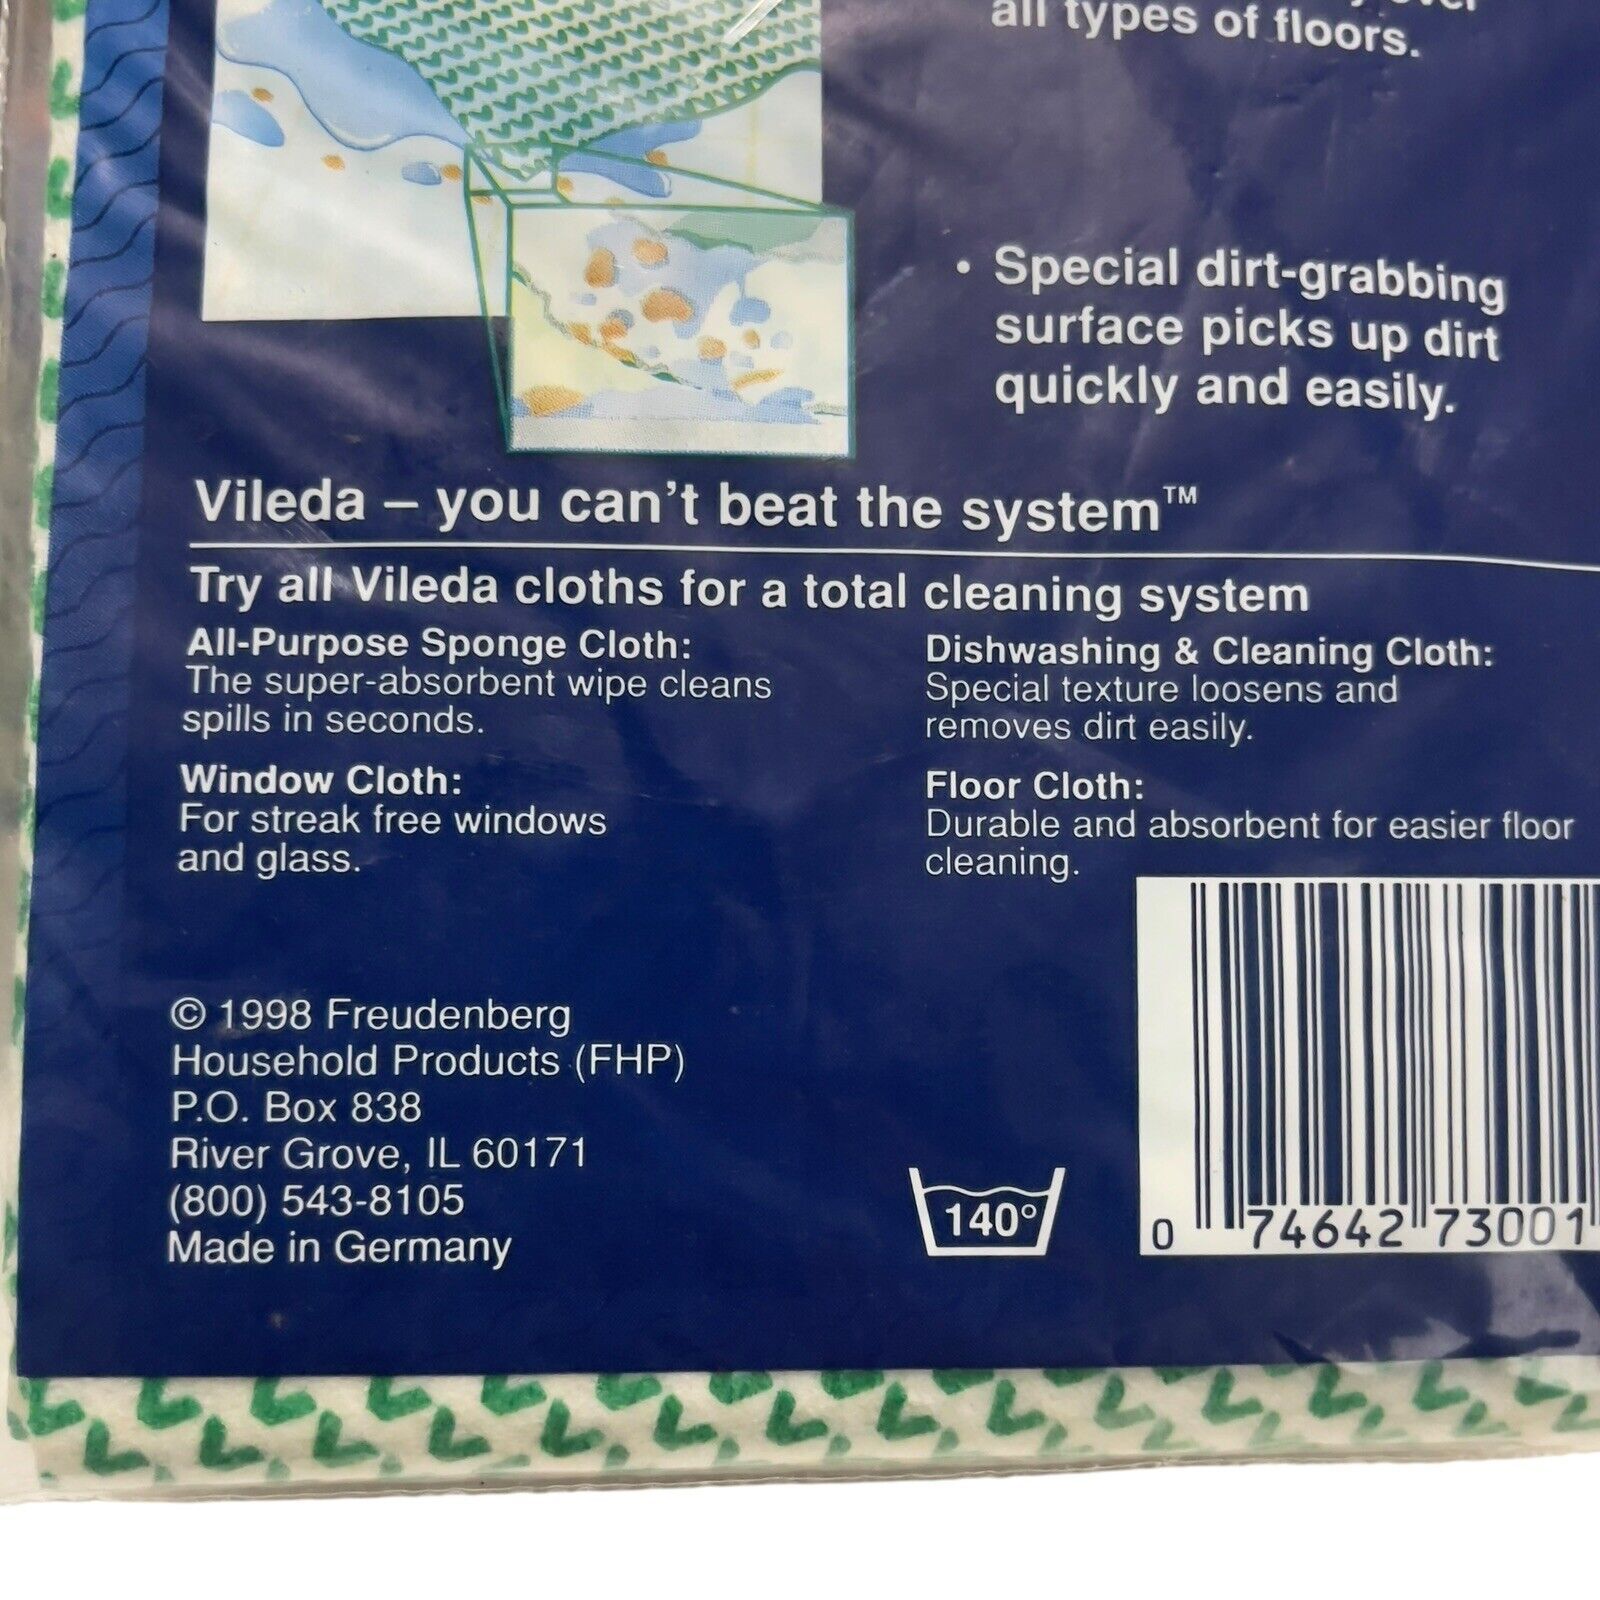 all types of floors.
• Special dirt-grabbing
surface picks up dirt
quickly and easily.
Vileda – you can't beat the system™
Try all Vileda cloths for a total cleaning system
All-Purpose Sponge Cloth:
The super-absorbent wipe cleans
spills in seconds.
Window Cloth:
For streak free windows
and glass.
Dishwashing & Cleaning Cloth:
Special texture loosens and
removes dirt easily.
Floor Cloth:
Durable and absorbent for easier floor
cleaning.
© 1998 Freudenberg
Household Products (FHP)
P.O. Box 838
River Grove, IL 60171
(800) 543-8105
Made in Germany
140°
0 74642 73001